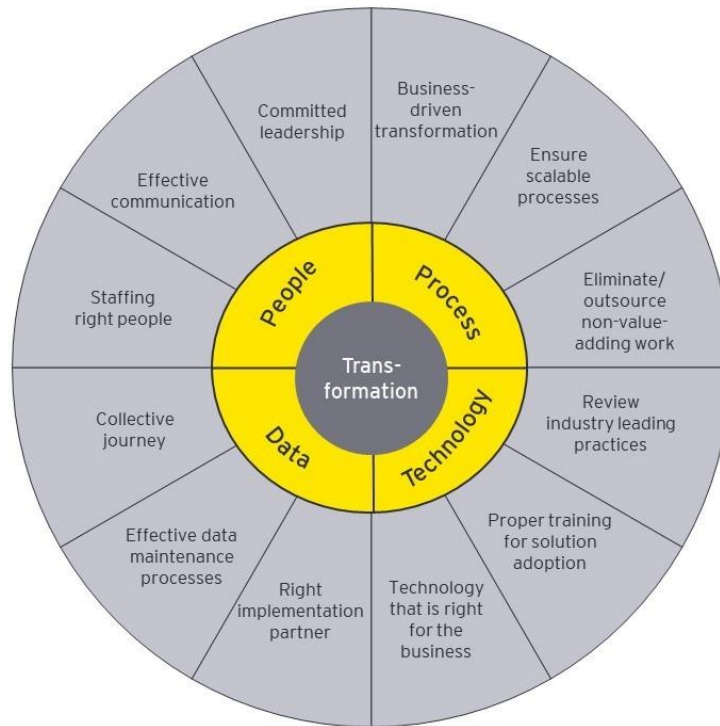 Trans-
formation
People
Process
Technology
Data
Business-
driven
transformation
Ensure
scalable
processes
Eliminate/
outsource
non-value-
adding work
Review
industry leading
practices
Proper training
for solution
adoption
Technology
that is right
for the
business
Right
implementation
partner
Effective data
maintenance
processes
Collective
journey
Staffing
right people
Effective
communication
Committed
leadership